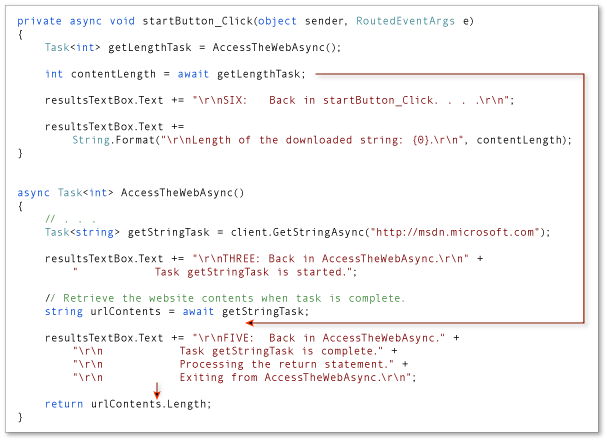 private async void startButton_Click(object sender, RoutedEventArgs e)
{
    Task<int> getLengthTask = AccessTheWebAsync();

    int contentLength = await getLengthTask;

    resultsTextBox.Text += "\r\nSIX:   Back in startButton_Click. . . .\r\n";

    resultsTextBox.Text +=
        String.Format("\r\nLength of the downloaded string: {0}.\r\n", contentLength);
}

async Task<int> AccessTheWebAsync()
{
    // . . .
    Task<string> getStringTask = client.GetStringAsync("http://msdn.microsoft.com");

    resultsTextBox.Text += "\r\nTHREE: Back in AccessTheWebAsync.\r\n" +
        "          Task getStringTask is started.";

    // Retrieve the website contents when task is complete.
    string urlContents = await getStringTask;

    resultsTextBox.Text += "\r\nFIVE:  Back in AccessTheWebAsync." +
        "\r\n          Task getStringTask is complete." +
        "\r\n          Processing the return statement." +
        "\r\n          Exiting from AccessTheWebAsync.\r\n";

    return urlContents.Length;
}